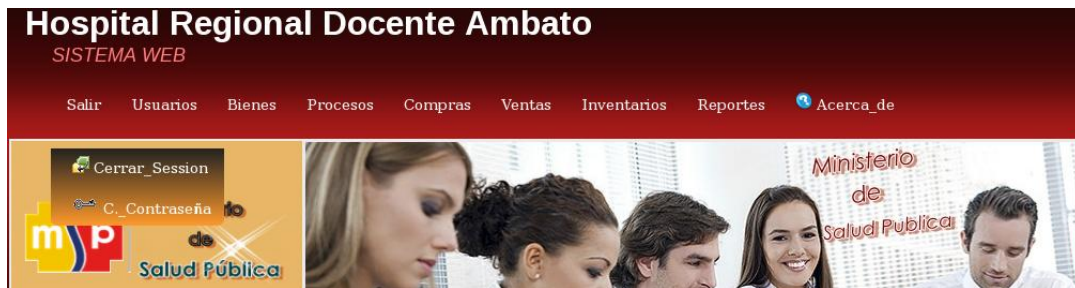 Hospital Regional Docente Ambato
SISTEMA WEB
Salir Usuarios Bienes Procesos Compras Ventas Inventarios Reportes Acerca_de
Cerrar_Session
C._Contraseña
msp
de
Salud Pública
Ministerio
de
Salud Publica